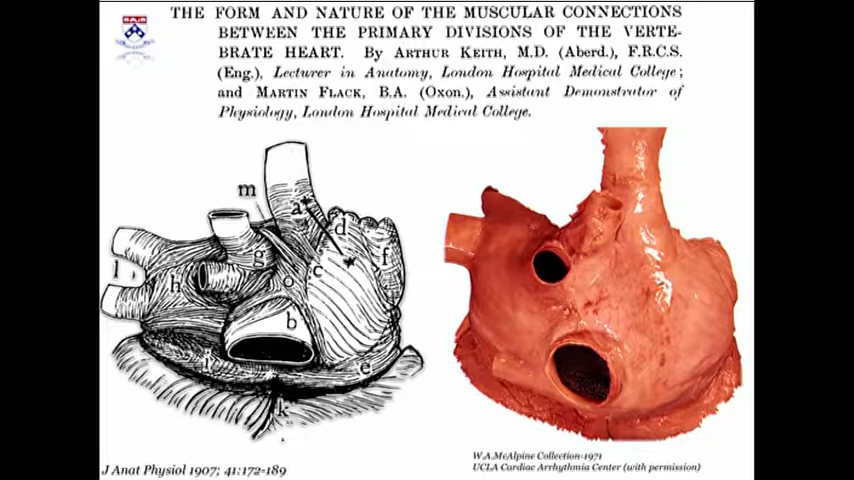 THE FORM AND NATURE OF THE MUSCULAR CONNECTIONS
BETWEEN THE PRIMARY DIVISIONS OF THE VERTE-
BRATE HEART. By ARTHUR KEITH, M.D. (Aberd.), F.R.C.S.
(Eng.), Lecturer in Anatomy, London Hospital Medical College;
and MARTIN FLACK, B.A. (Oxon.), Assistant Demonstrator of
Physiology, London Hospital Medical College.
m
a
d
l
g
f
h
c
o
b
i
e
k
J Anat Physiol 1907; 41:172-189
W.A.McAlpine Collection-1971
UCLA Cardiac Arrhythmia Center (with permission)